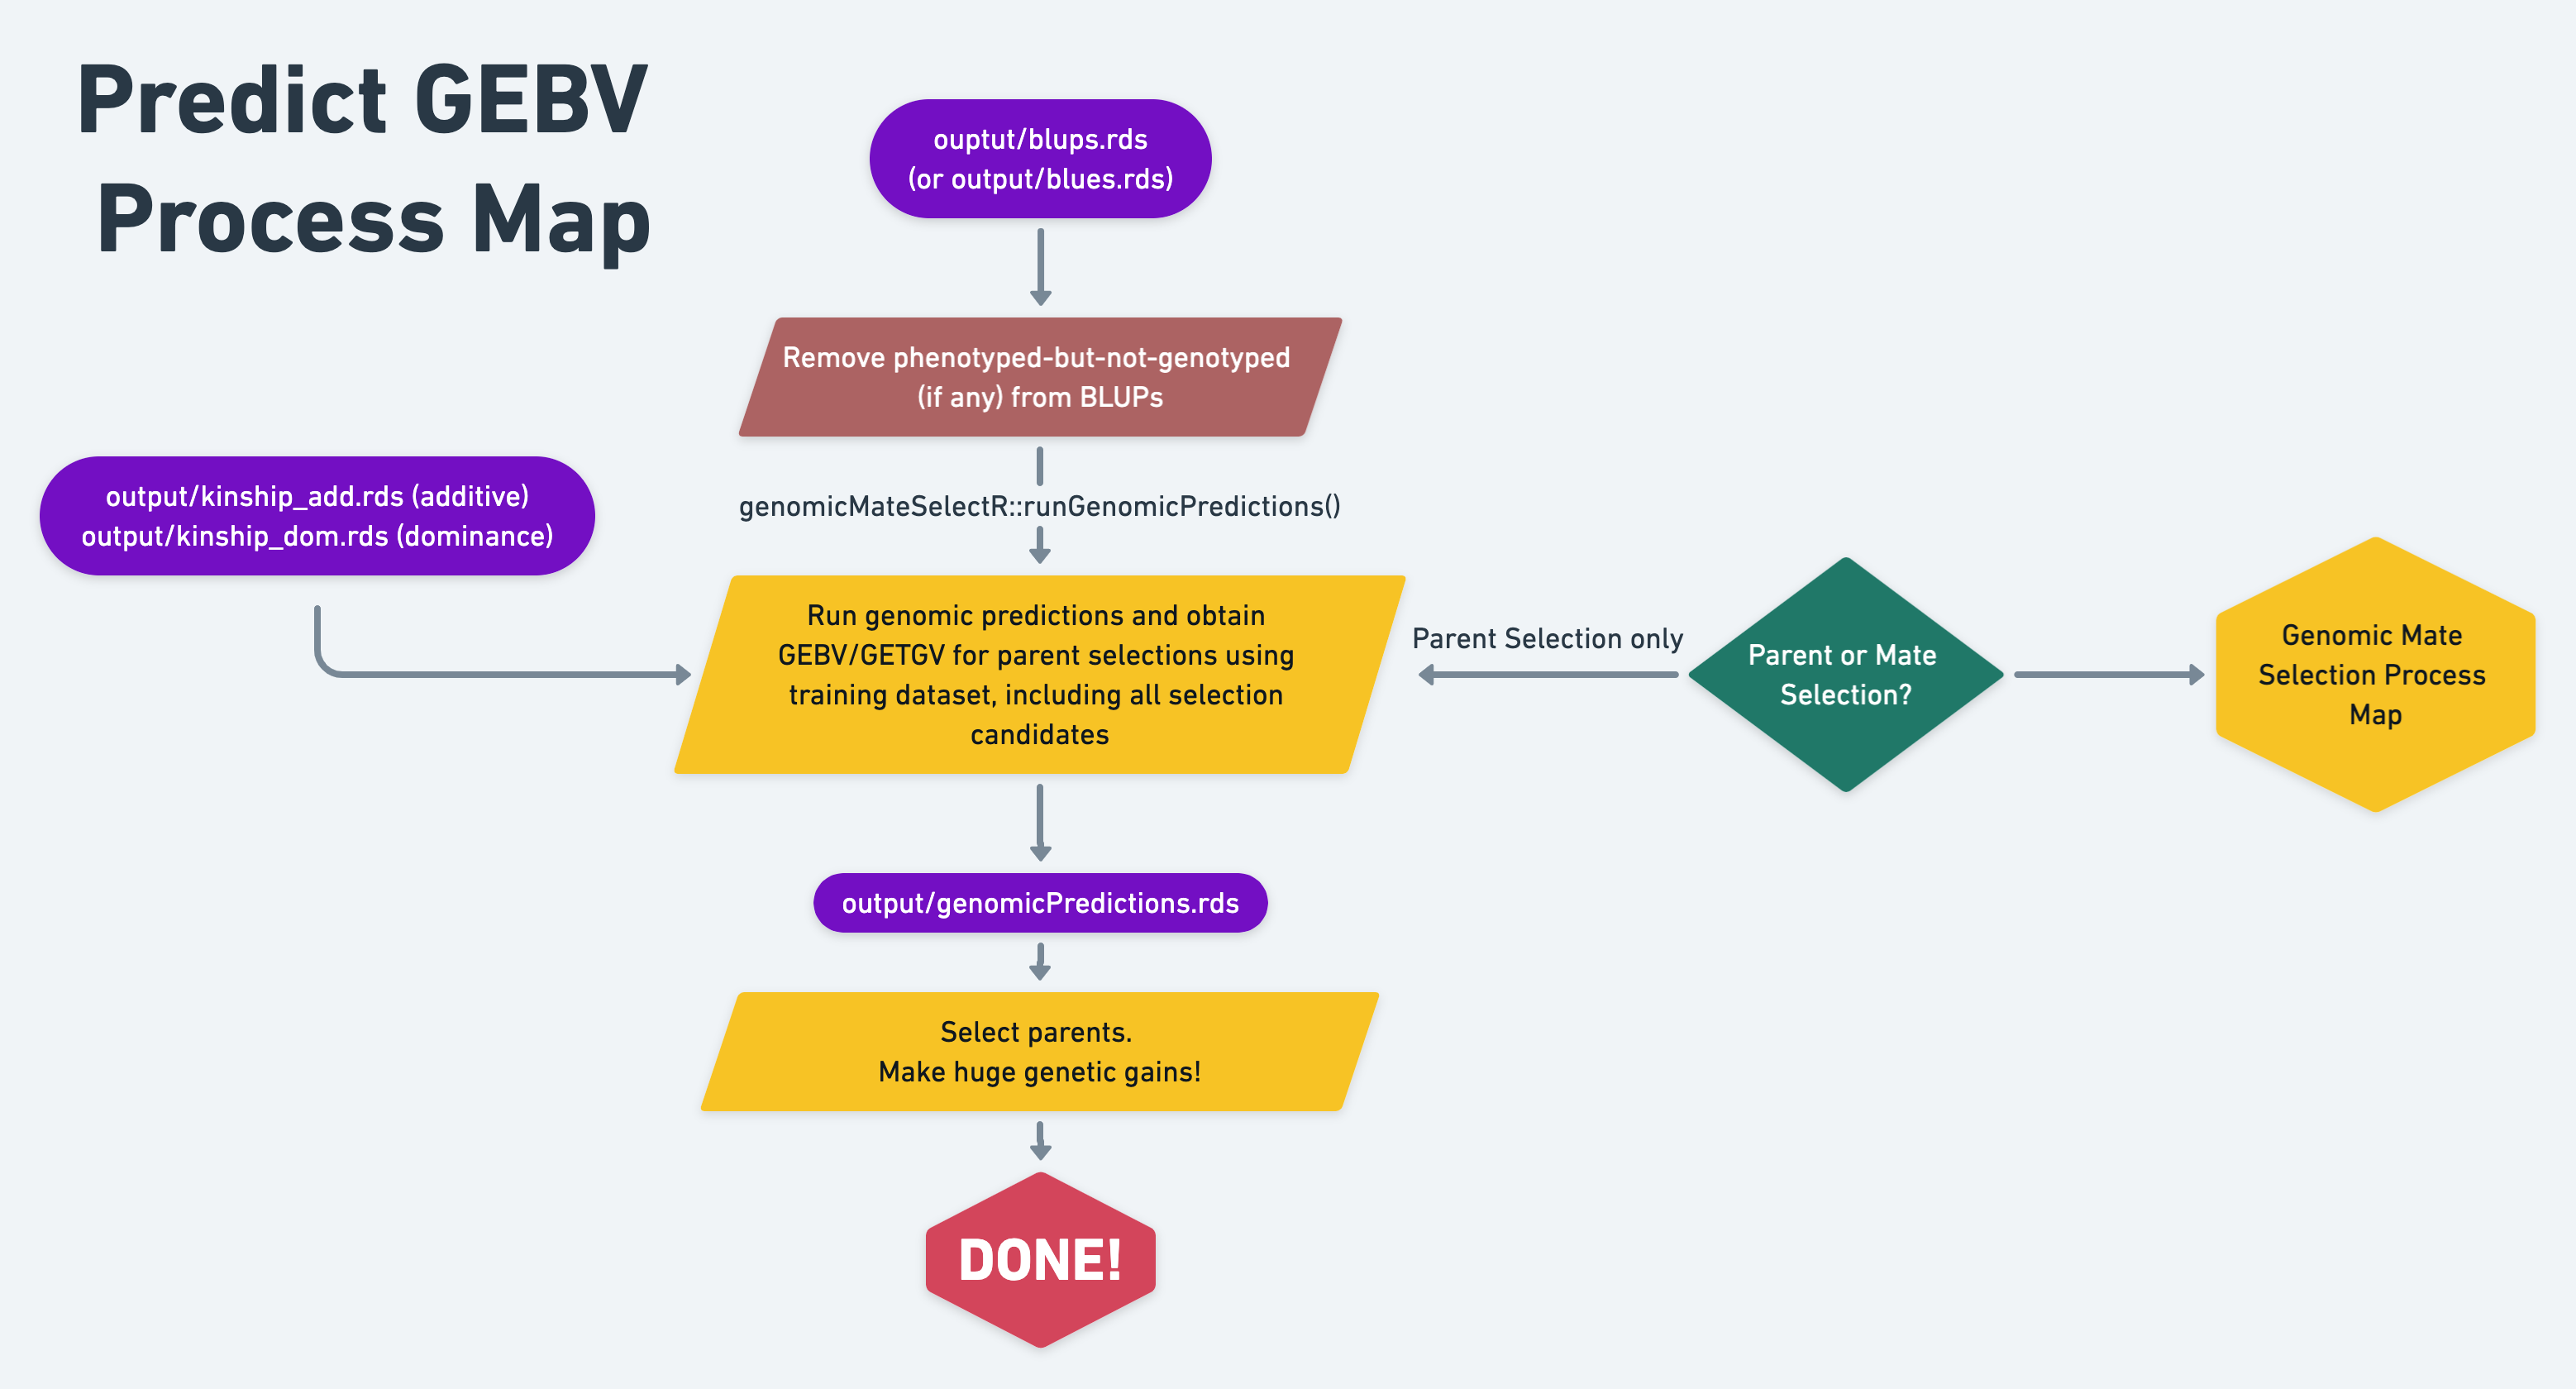 Predict GEBV
Process Map
ouptut/blups.rds
(or output/blues.rds)
Remove phenotyped-but-not-genotyped
(if any) from BLUPs
output/kinship_add.rds (additive)
output/kinship_dom.rds (dominance)
genomicMateSelectR::runGenomicPredictions()
Run genomic predictions and obtain
GEBV/GETGV for parent selections using
training dataset, including all selection
candidates
Parent Selection only
Parent or Mate
Selection?
Genomic Mate
Selection Process
Map
output/genomicPredictions.rds
Select parents.
Make huge genetic gains!
DONE!